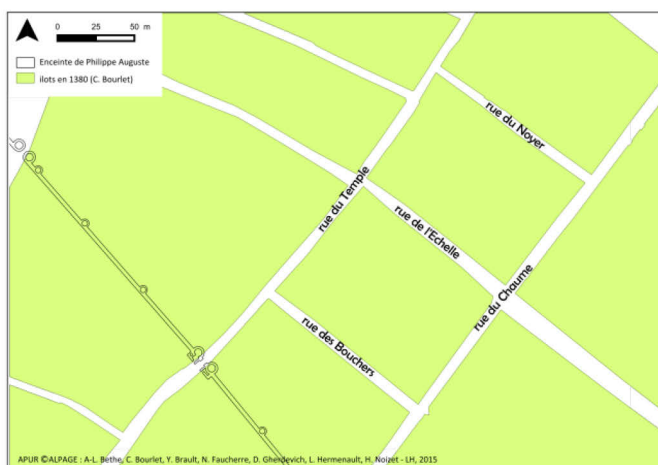 0 25 50 m
Enceinte de Philippe Auguste
ilots en 1380 (C. Bourlet)
rue du Noyer
rue du Temple
rue de l'Echelle
rue du Chaume
rue des Bouchers
APUR ©ALPAGE : A-L. Bethe, C. Bourlet, Y. Brault, N. Faucherre, D. Gherdevich, L. Hermenault, H. Noizet - LH, 2015